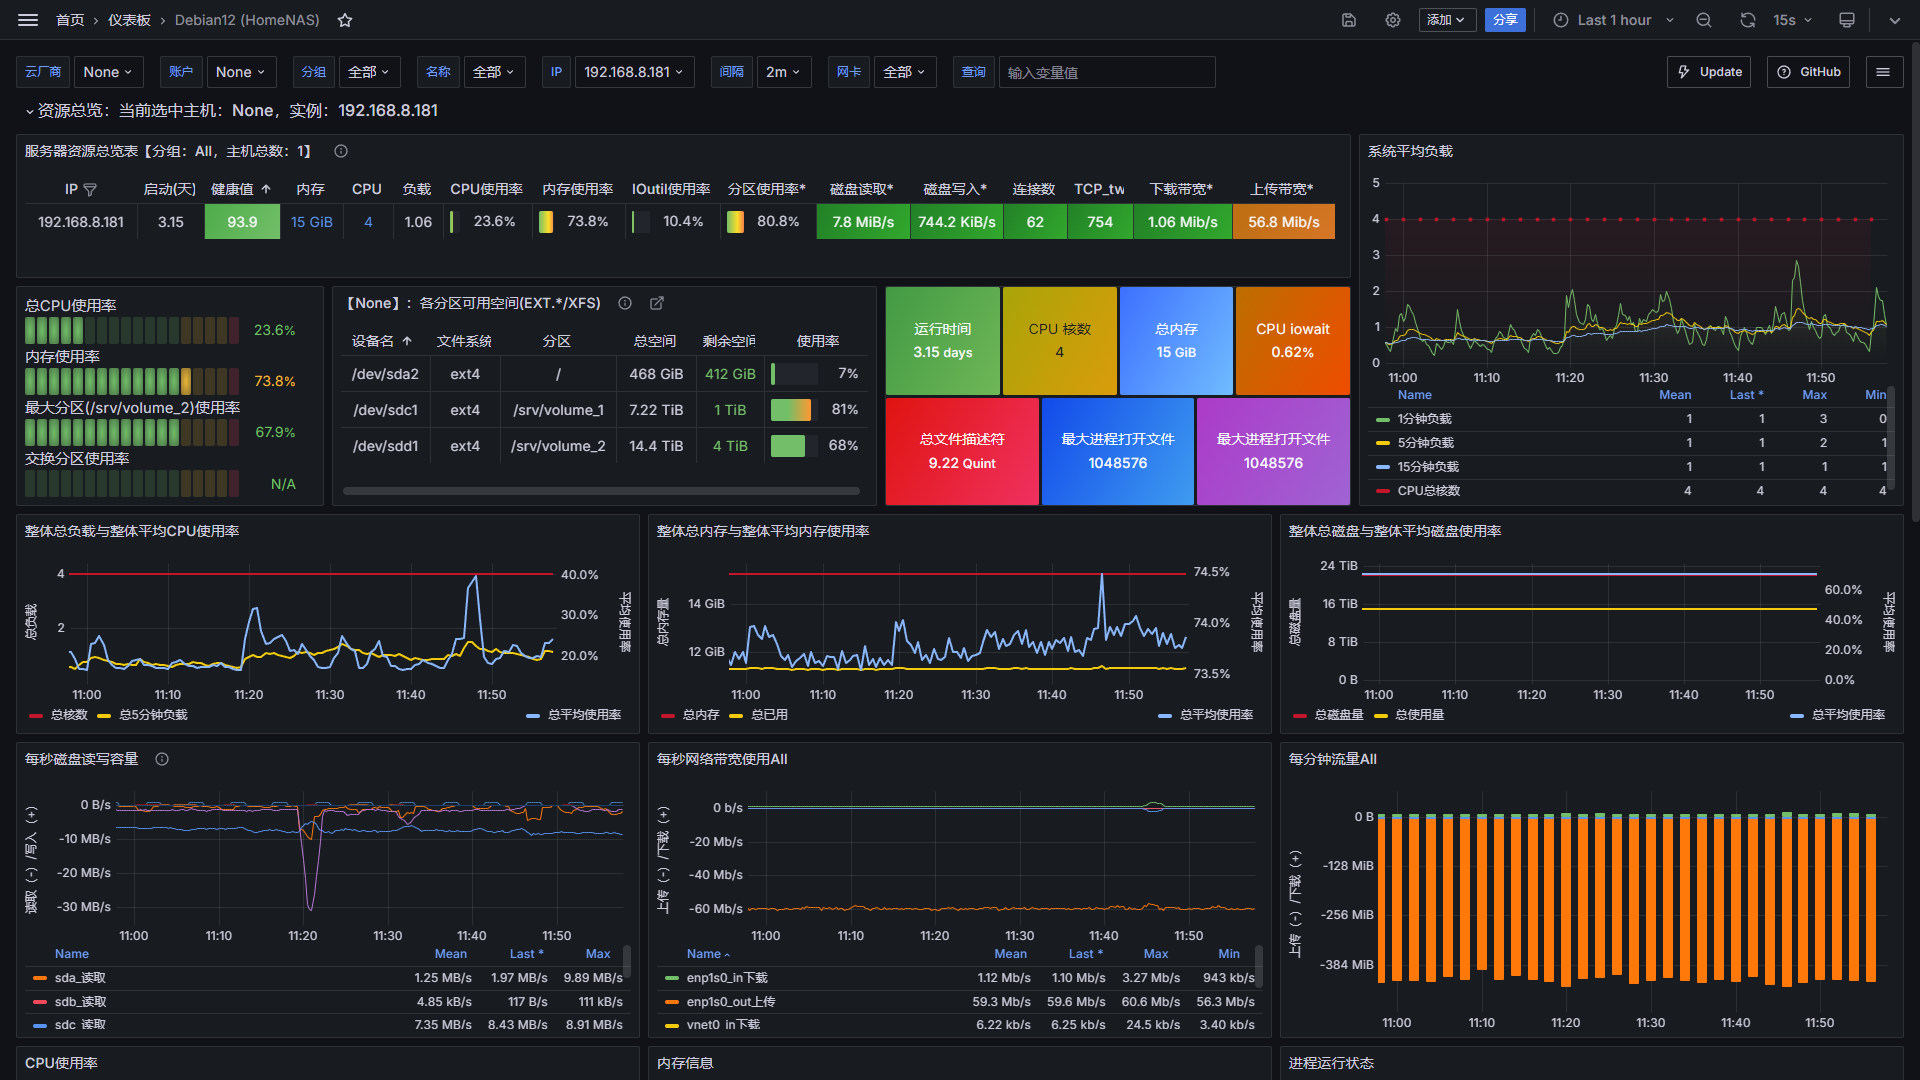 首页 › 仪表板 › Debian12 (HomeNAS)
添加 分享 Last 1 hour 15s
云厂商 None 账户 None 分组 全部 名称 全部 IP 192.168.8.181 间隔 2m 网卡 全部 查询 输入变量值 Update GitHub
资源总览：当前选中主机：None，实例：192.168.8.181
服务器资源总览表【分组：All，主机总数：1】
IP 启动(天) 健康值 内存 CPU 负载 CPU使用率 内存使用率 IOutil使用率 分区使用率* 磁盘读取* 磁盘写入* 连接数 TCP_tw 下载带宽* 上传带宽*
192.168.8.181 3.15 93.9 15 GiB 4 1.06 23.6% 73.8% 10.4% 80.8% 7.8 MiB/s 744.2 KiB/s 62 754 1.06 Mib/s 56.8 Mib/s
系统平均负载
5
4
3
2
1
0
11:00 11:10 11:20 11:30 11:40 11:50
Name Mean Last * Max Min
1分钟负载 1 1 3 0
5分钟负载 1 1 2 1
15分钟负载 1 1 1 1
CPU总核数 4 4 4 4
总CPU使用率
23.6%
内存使用率
73.8%
最大分区(/srv/volume_2)使用率
67.9%
交换分区使用率
N/A
【None】：各分区可用空间(EXT.*/XFS)
设备名 文件系统 分区 总空间 剩余空间 使用率
/dev/sda2 ext4 / 468 GiB 412 GiB 7%
/dev/sdc1 ext4 /srv/volume_1 7.22 TiB 1 TiB 81%
/dev/sdd1 ext4 /srv/volume_2 14.4 TiB 4 TiB 68%
运行时间
3.15 days
CPU 核数
4
总内存
15 GiB
CPU iowait
0.62%
总文件描述符
9.22 Quint
最大进程打开文件
1048576
最大进程打开文件
1048576
整体总负载与整体平均CPU使用率
总负载
4
2
40.0%
30.0%
20.0%
整体平均使用率
11:00 11:10 11:20 11:30 11:40 11:50
总核数 总5分钟负载 总平均使用率
整体总内存与整体平均内存使用率
总内存量
14 GiB
12 GiB
74.5%
74.0%
73.5%
整体平均使用率
11:00 11:10 11:20 11:30 11:40 11:50
总内存 总已用 总平均使用率
整体总磁盘与整体平均磁盘使用率
总磁盘量
24 TiB
16 TiB
8 TiB
0 B
60.0%
40.0%
20.0%
0.0%
整体平均使用率
11:00 11:10 11:20 11:30 11:40 11:50
总磁盘量 总使用量 总平均使用率
每秒磁盘读写容量
读取（-）/写入（+）
0 B/s
-10 MB/s
-20 MB/s
-30 MB/s
11:00 11:10 11:20 11:30 11:40 11:50
Name Mean Last * Max
sda_读取 1.25 MB/s 1.97 MB/s 9.89 MB/s
sdb_读取 4.85 kB/s 117 B/s 111 kB/s
sdc_读取 7.35 MB/s 8.43 MB/s 8.91 MB/s
每秒网络带宽使用All
上传（-）/下载（+）
0 b/s
-20 Mb/s
-40 Mb/s
-60 Mb/s
11:00 11:10 11:20 11:30 11:40 11:50
Name Mean Last * Max Min
enp1s0_in下载 1.12 Mb/s 1.10 Mb/s 3.27 Mb/s 943 kb/s
enp1s0_out上传 59.3 Mb/s 59.6 Mb/s 60.6 Mb/s 56.3 Mb/s
vnet0_in下载 6.22 kb/s 6.25 kb/s 24.5 kb/s 3.40 kb/s
每分钟流量All
上传（-）/下载（+）
0 B
-128 MiB
-256 MiB
-384 MiB
11:00 11:10 11:20 11:30 11:40 11:50
CPU使用率
内存信息
进程运行状态